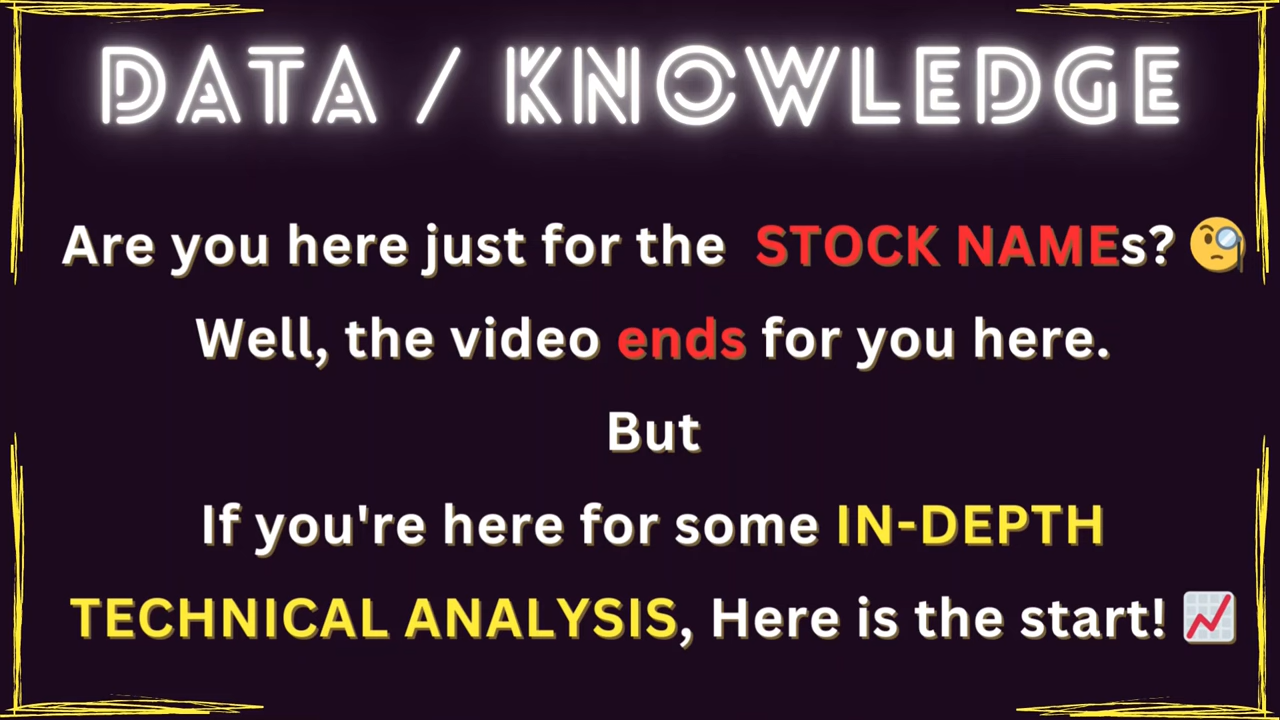 DATA / KNOWLEDGE
Are you here just for the STOCK NAMEs? 🧐
Well, the video ends for you here.
But
If you're here for some IN-DEPTH
TECHNICAL ANALYSIS, Here is the start! 📈